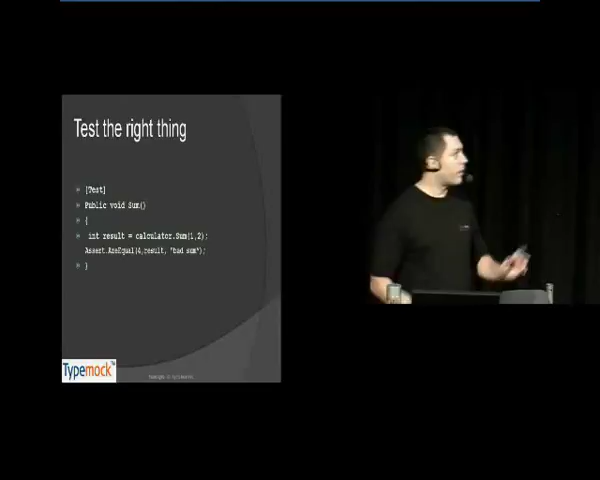 Test the right thing
[Test]
Public void Sum()
{
int result = calculator.Sum(1,2);
Assert.AreEqual(4,result, "bad sum");
}
Typemock